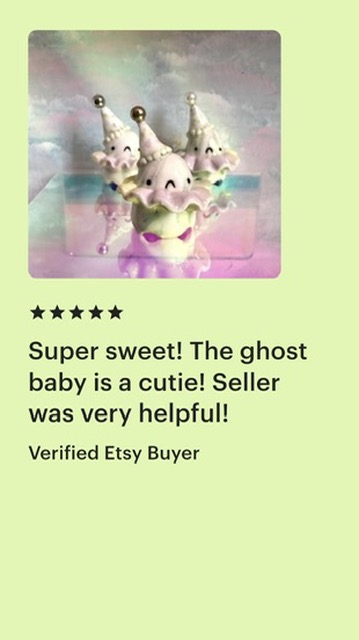 Super sweet! The ghost
baby is a cutie! Seller
was very helpful!
Verified Etsy Buyer